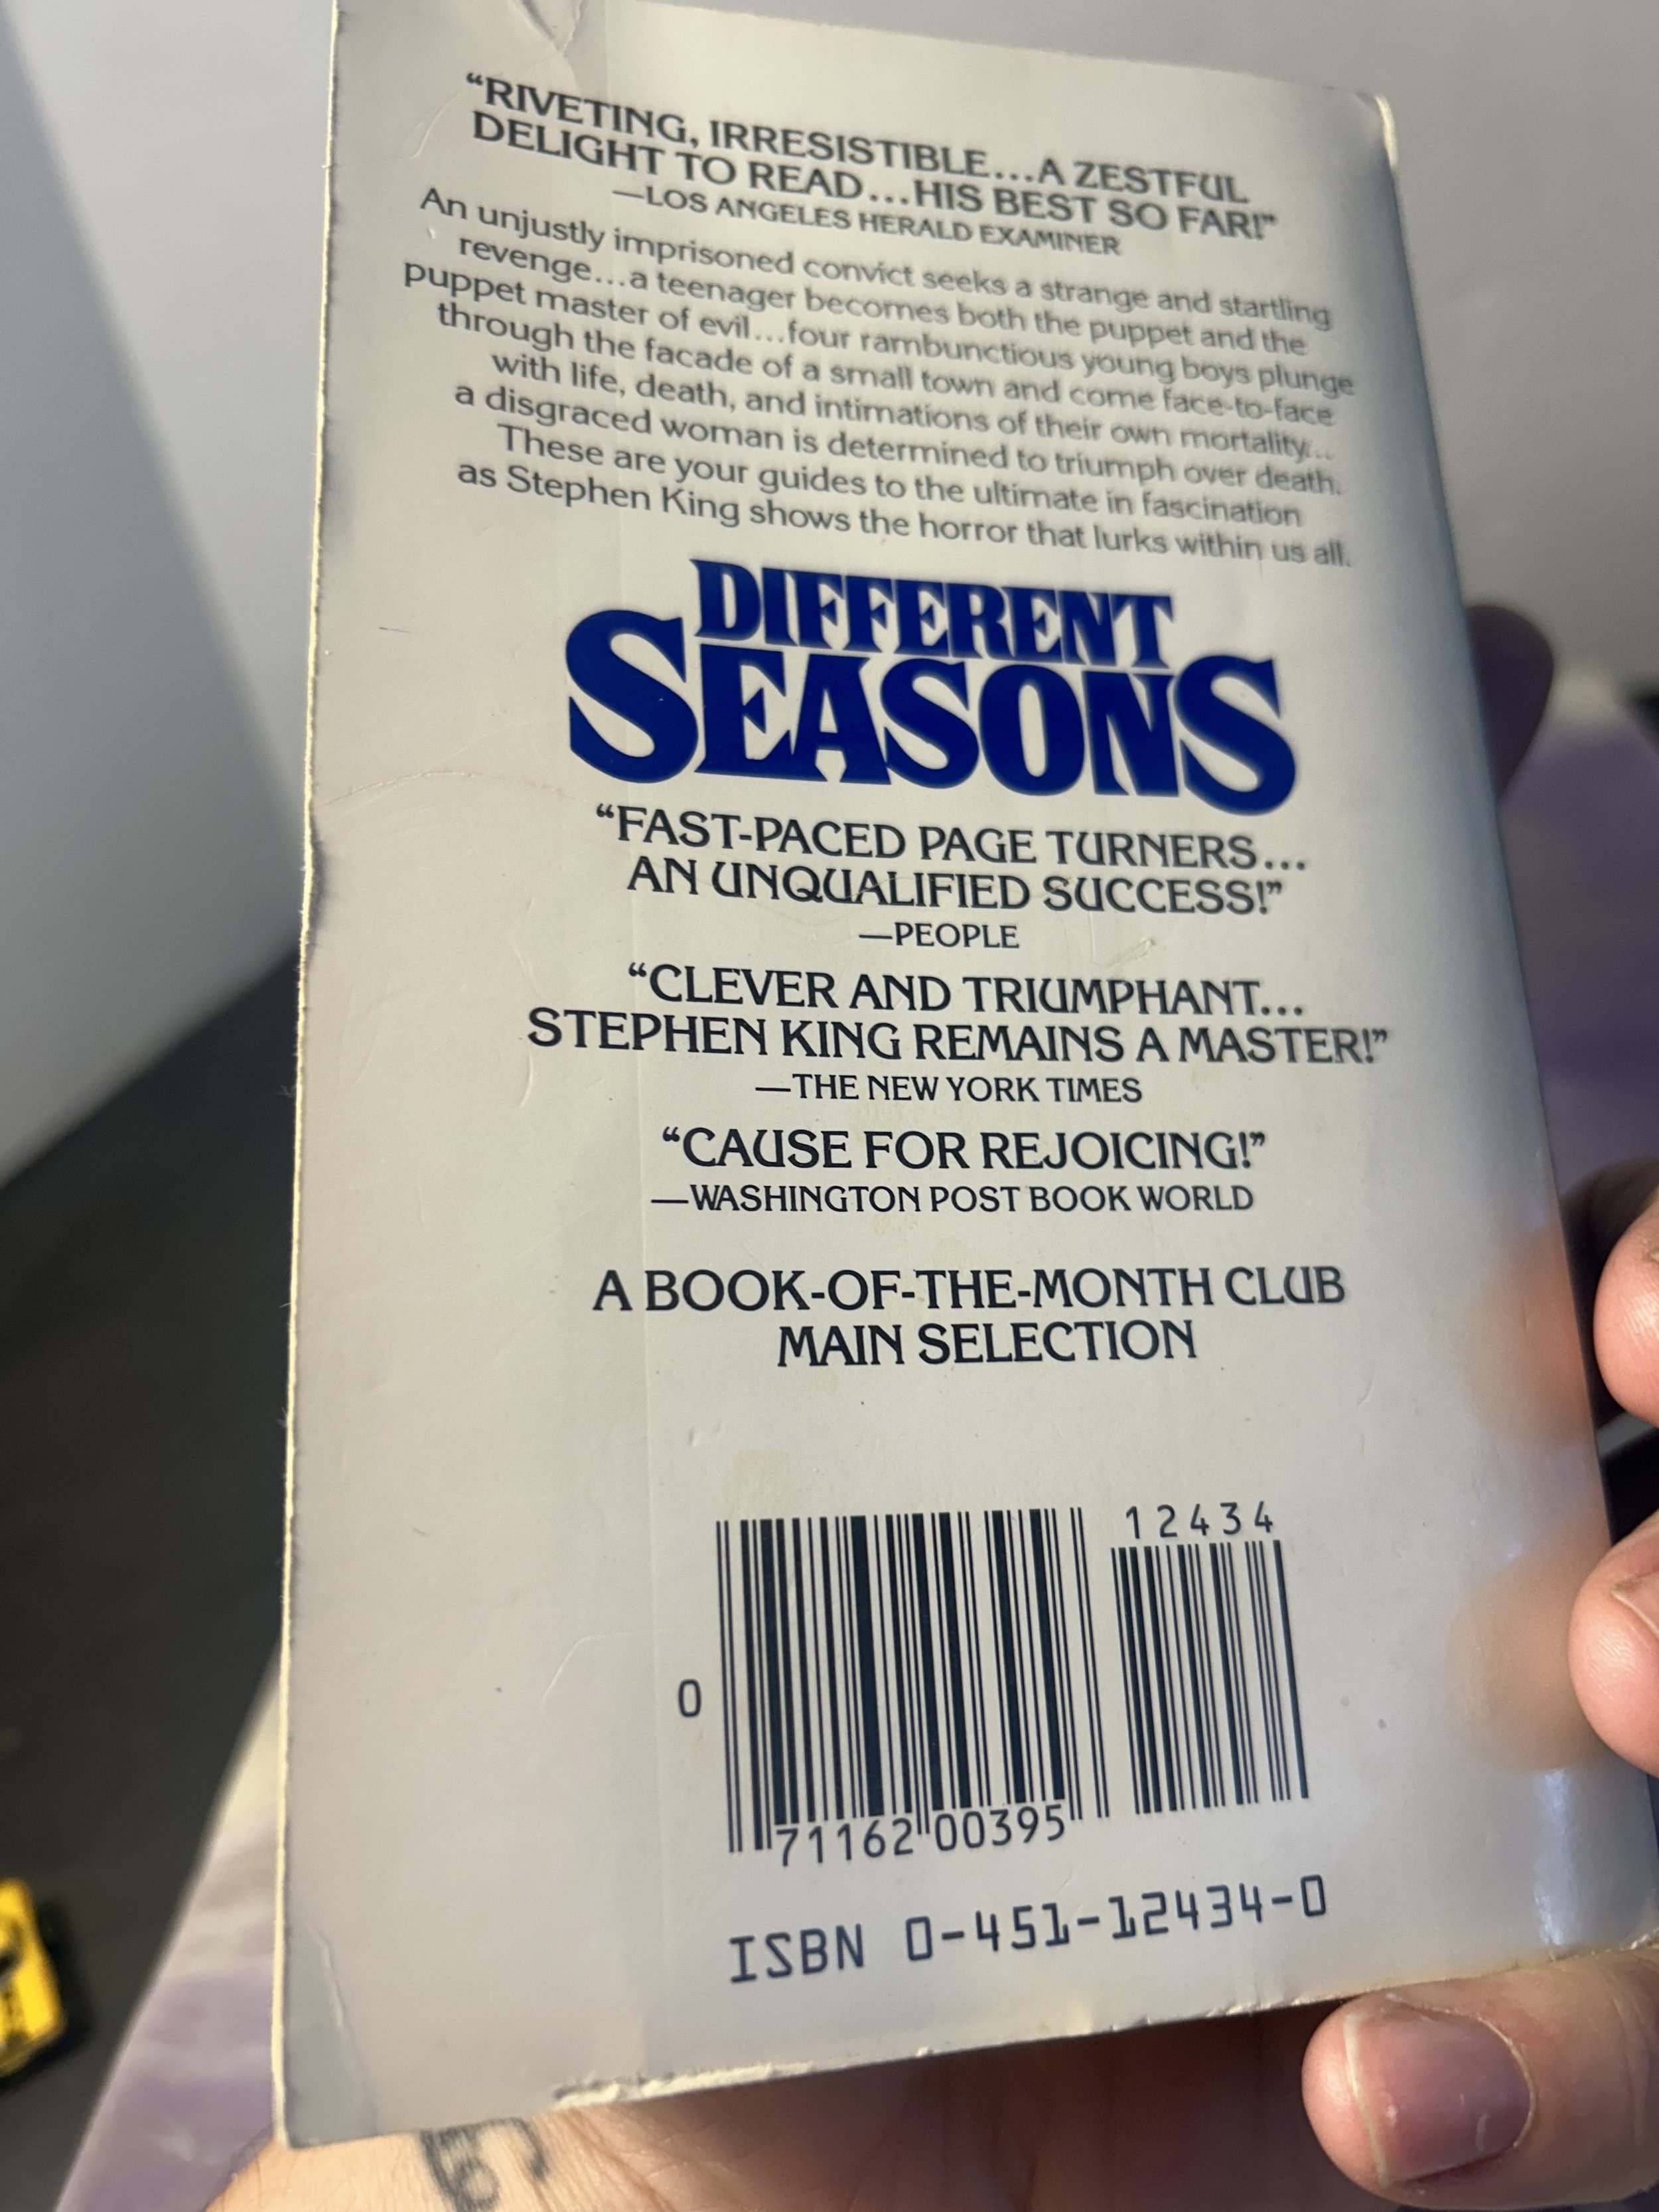 “RIVETING, IRRESISTIBLE...A ZESTFUL
DELIGHT TO READ...HIS BEST SO FAR!”
—LOS ANGELES HERALD EXAMINER
An unjustly imprisoned convict seeks a strange and startling
revenge...a teenager becomes both the puppet and the
puppet master of evil...four rambunctious young boys plunge
through the facade of a small town and come face-to-face
with life, death, and intimations of their own mortality...
a disgraced woman is determined to triumph over death.
These are your guides to the ultimate in fascination
as Stephen King shows the horror that lurks within us all.
DIFFERENT
SEASONS
“FAST-PACED PAGE TURNERS...
AN UNQUALIFIED SUCCESS!”
—PEOPLE
“CLEVER AND TRIUMPHANT...
STEPHEN KING REMAINS A MASTER!”
—THE NEW YORK TIMES
“CAUSE FOR REJOICING!”
—WASHINGTON POST BOOK WORLD
A BOOK-OF-THE-MONTH CLUB
MAIN SELECTION
12434
0
71162 00395
ISBN 0-451-12434-0